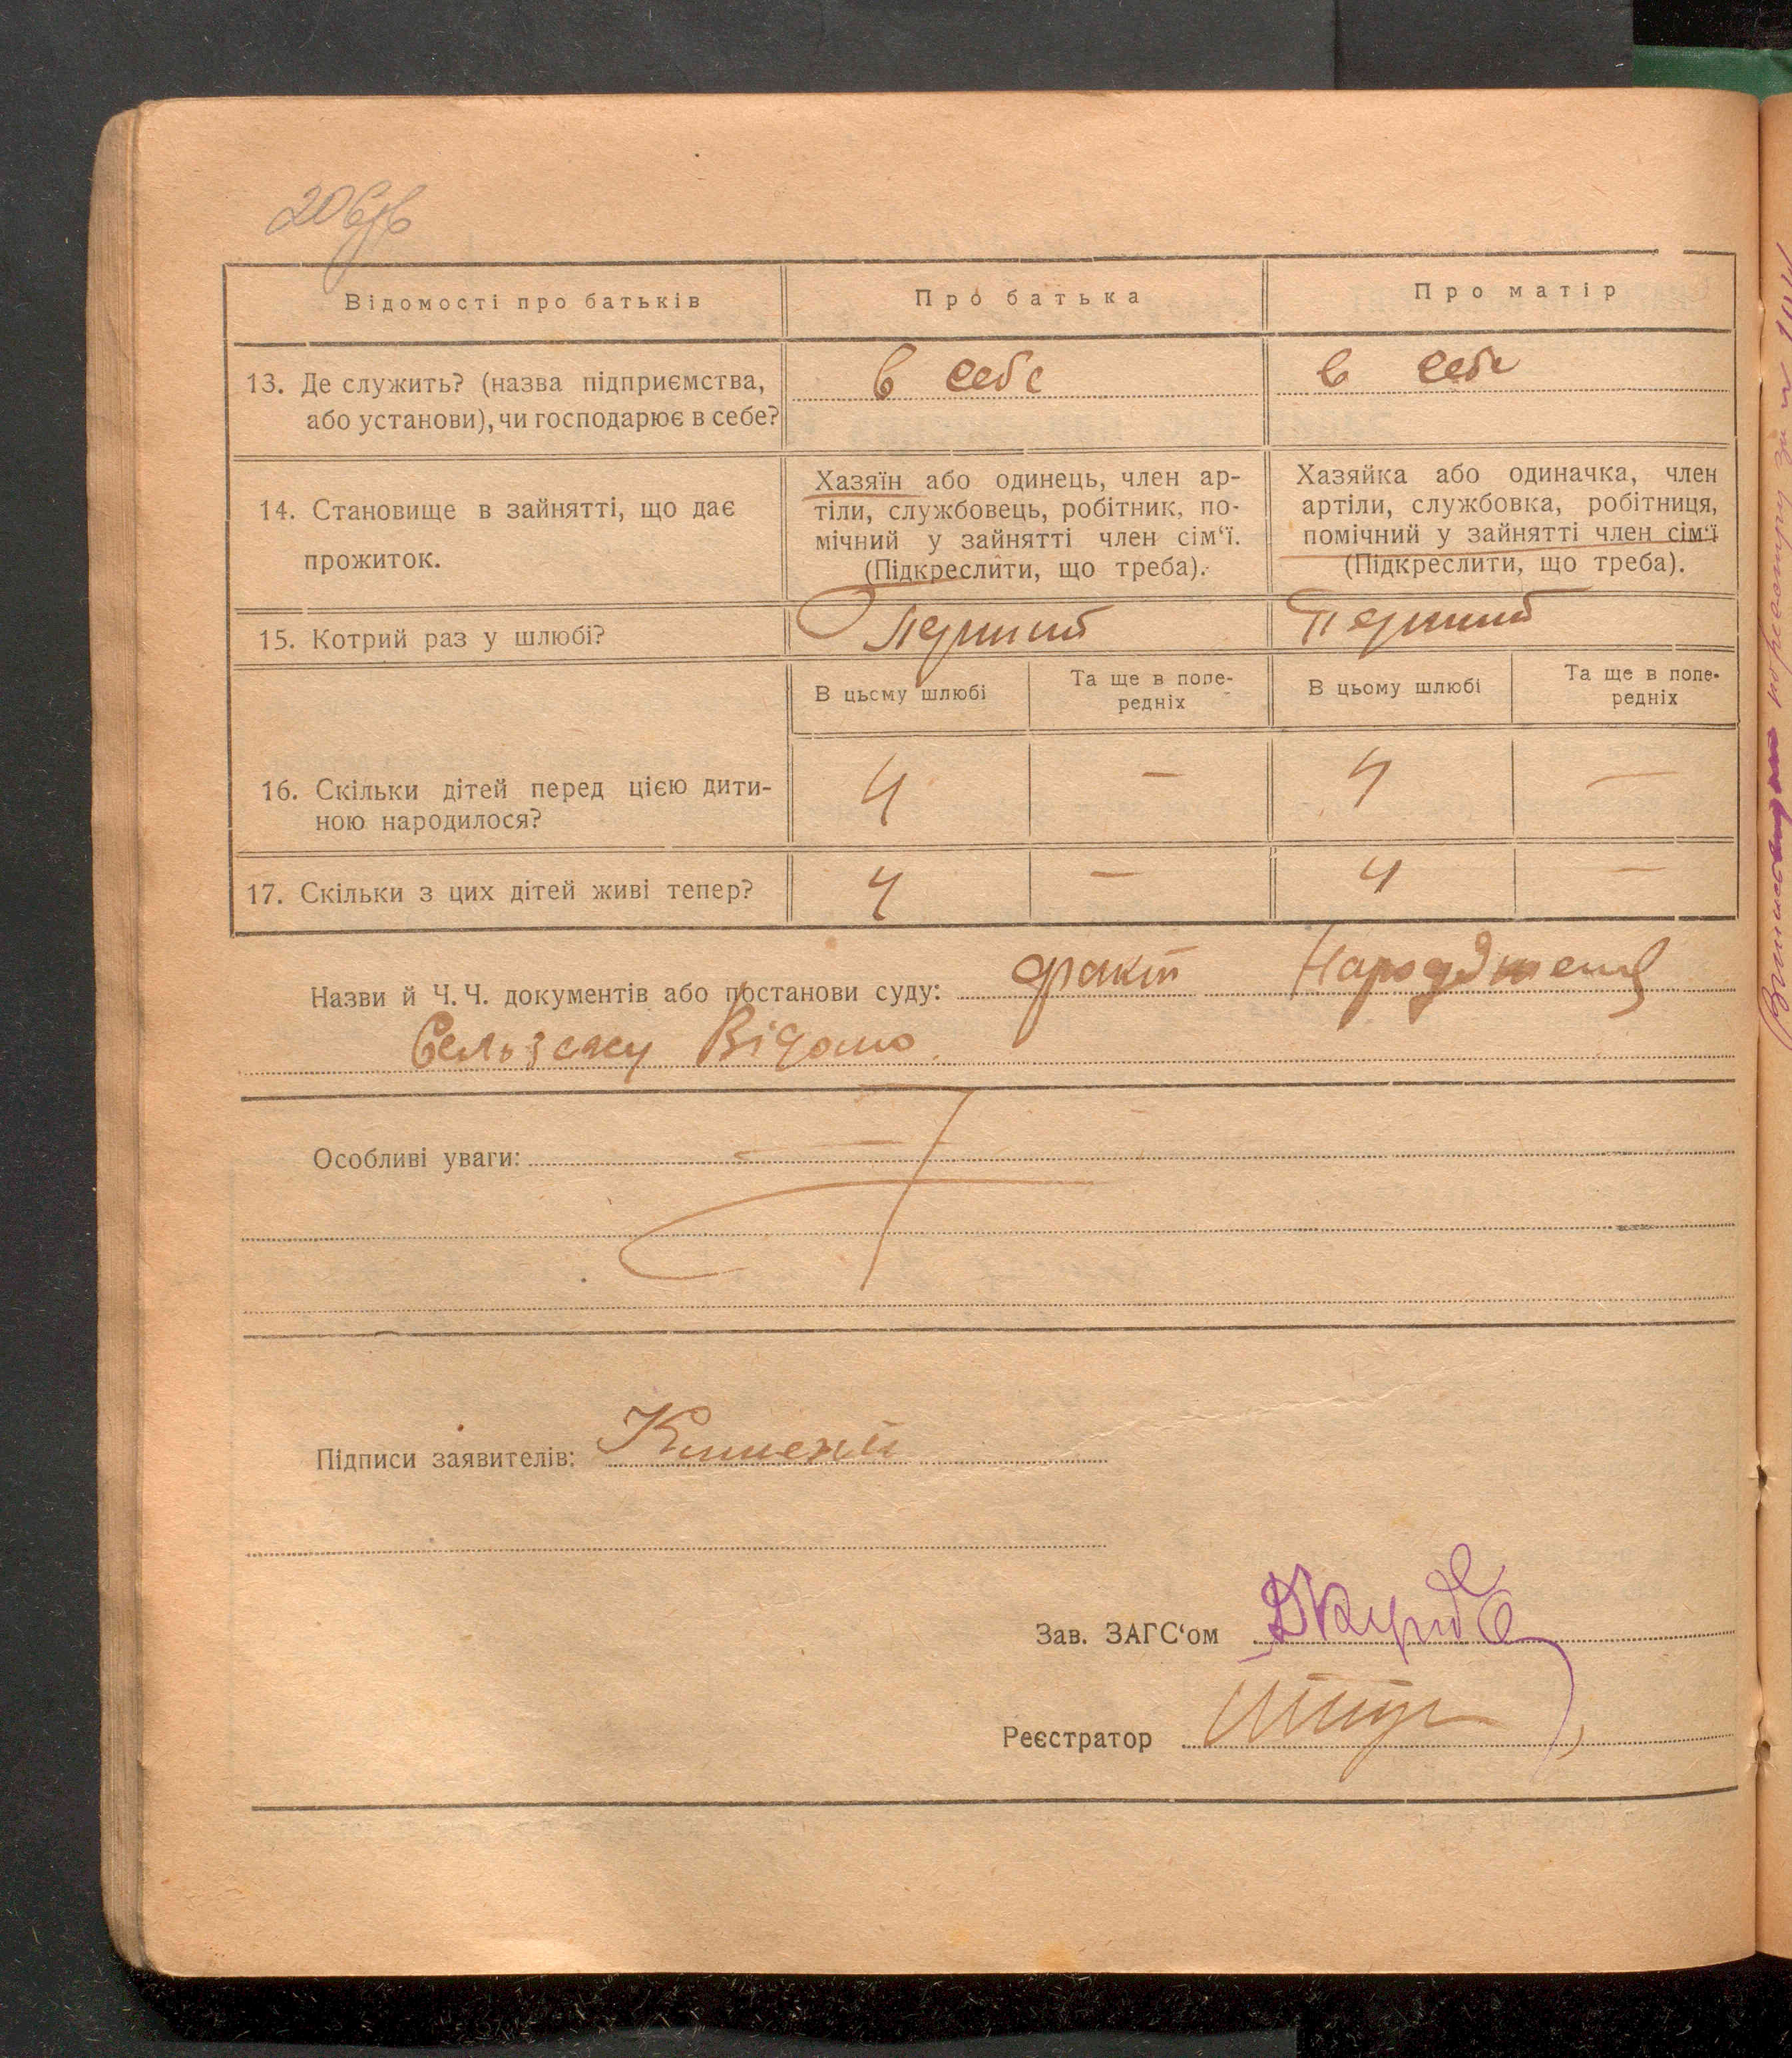 Відомості про батьків
Про батька
Про матір
13. Де служить? (назва підприємства,
або установи), чи господарює в себе?
в себе
в себе
14. Становище в зайнятті, що дає
прожиток.
Хазяїн або одинець, член ар-
тіли, службовець, робітник, по-
мічний у зайнятті член сім‘ї.
(Підкреслити, що треба).
Хазяйка або одиначка, член
артіли, службовка, робітниця,
помічний у зайнятті член сім‘ї
(Підкреслити, що треба).
15. Котрий раз у шлюбі?
перший
перший
В цьому шлюбі
Та ще в попе-
редніх
В цьому шлюбі
Та ще в попе-
редніх
16. Скільки дітей перед цією дити-
ною народилося?
4
—
4
—
17. Скільки з цих дітей живі тепер?
4
—
4
—
Назви й Ч. Ч. документів або постанови суду: факт
Відомо.
Особливі уваги:
Підписи заявителів:
Зав. ЗАГС‘ом
Реєстратор